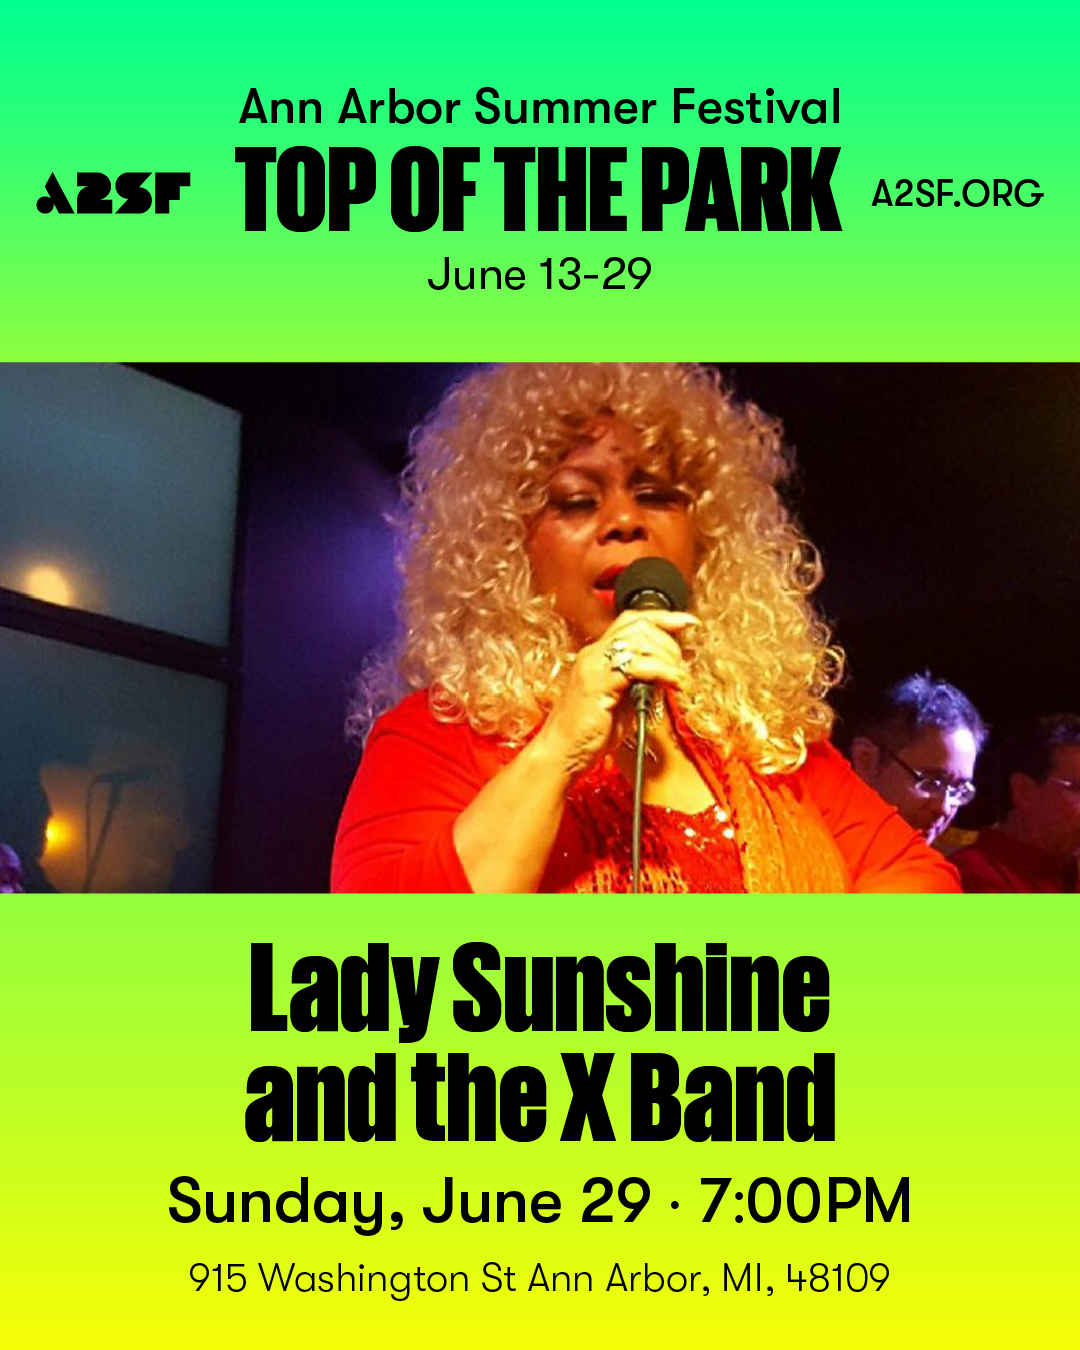 Ann Arbor Summer Festival
A2SF
TOP OF THE PARK
A2SF.ORG
June 13-29
Lady Sunshine
and the X Band
Sunday, June 29 · 7:00PM
915 Washington St Ann Arbor, MI, 48109